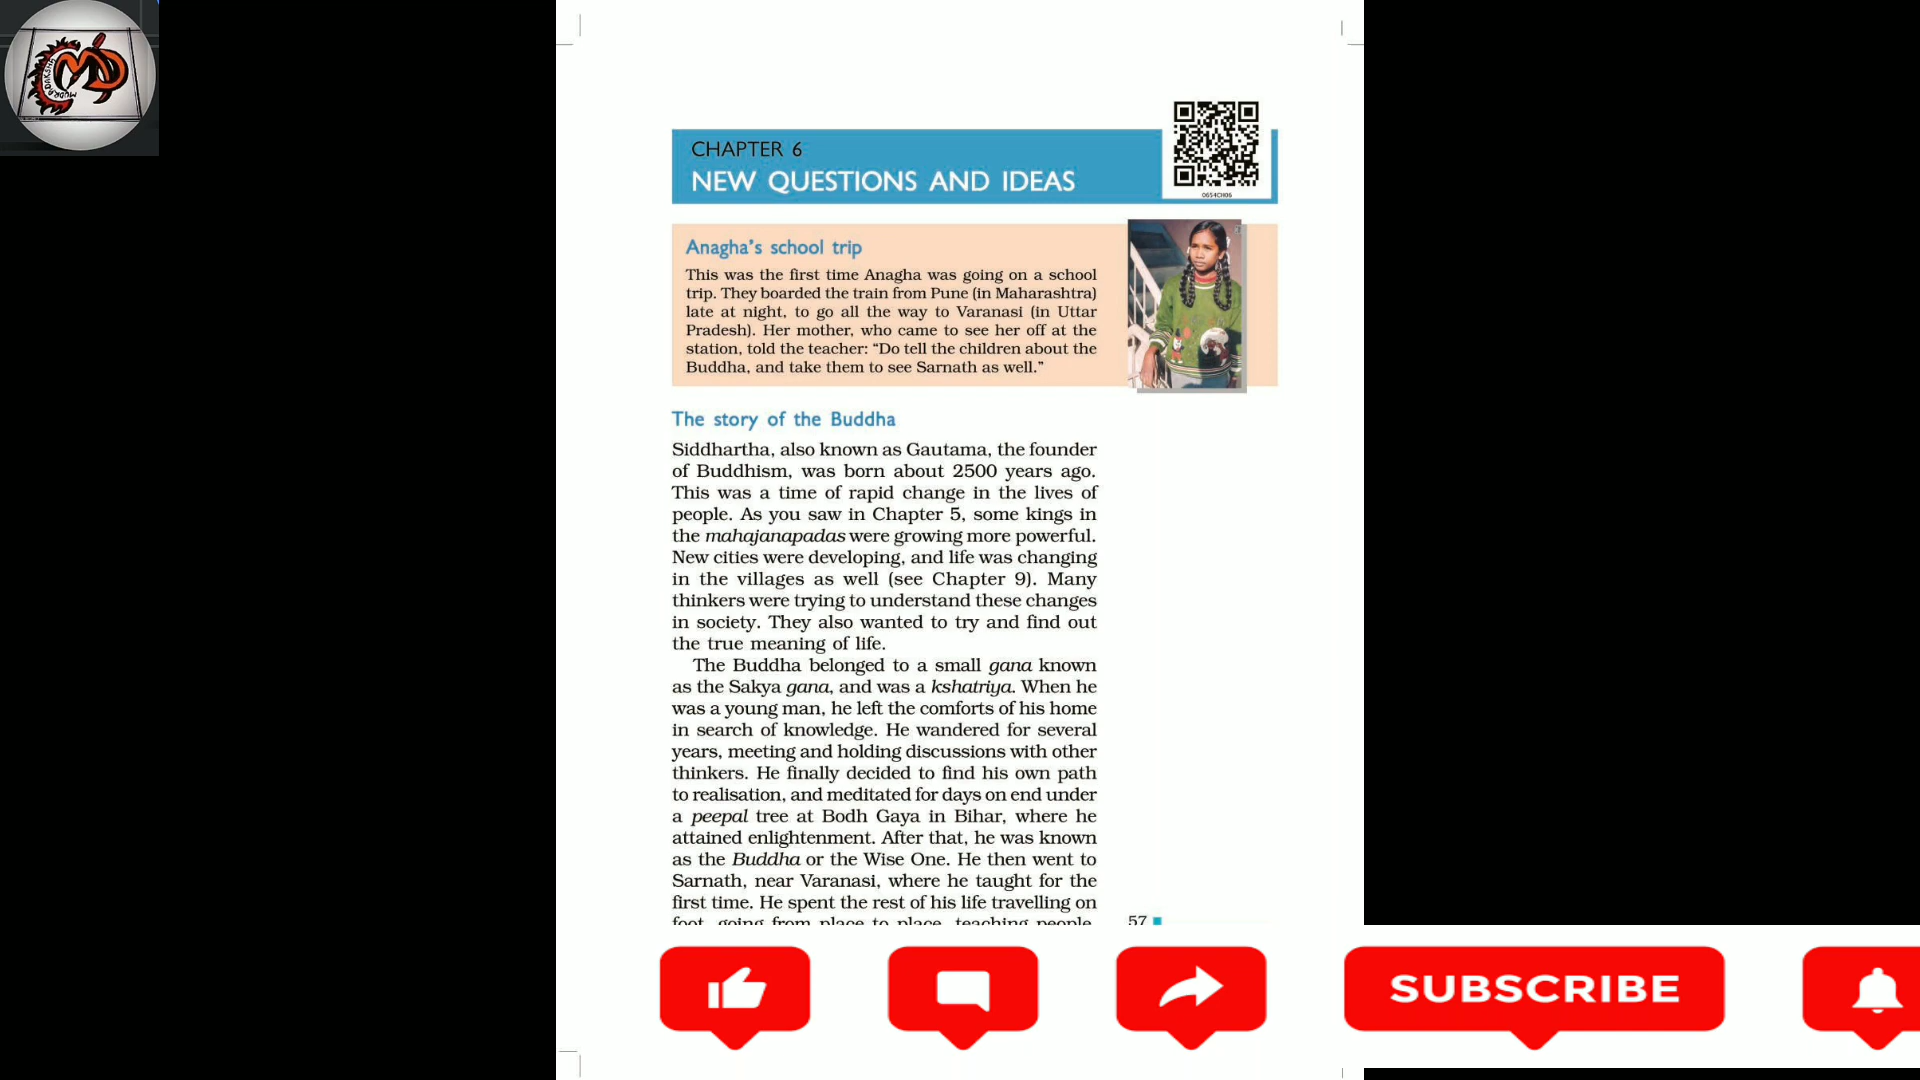 CHAPTER 6
NEW QUESTIONS AND IDEAS
0654CH06
Anagha's school trip
This was the first time Anagha was going on a school
trip. They boarded the train from Pune (in Maharashtra)
late at night, to go all the way to Varanasi (in Uttar
Pradesh). Her mother, who came to see her off at the
station, told the teacher: “Do tell the children about the
Buddha, and take them to see Sarnath as well.”
The story of the Buddha
Siddhartha, also known as Gautama, the founder
of Buddhism, was born about 2500 years ago.
This was a time of rapid change in the lives of
people. As you saw in Chapter 5, some kings in
the mahajanapadas were growing more powerful.
New cities were developing, and life was changing
in the villages as well (see Chapter 9). Many
thinkers were trying to understand these changes
in society. They also wanted to try and find out
the true meaning of life.
The Buddha belonged to a small gana known
as the Sakya gana, and was a kshatriya. When he
was a young man, he left the comforts of his home
in search of knowledge. He wandered for several
years, meeting and holding discussions with other
thinkers. He finally decided to find his own path
to realisation, and meditated for days on end under
a peepal tree at Bodh Gaya in Bihar, where he
attained enlightenment. After that, he was known
as the Buddha or the Wise One. He then went to
Sarnath, near Varanasi, where he taught for the
first time. He spent the rest of his life travelling on
foot, going from place to place, teaching people,
57
SUBSCRIBE
MD
DAKSHA
MUDRA